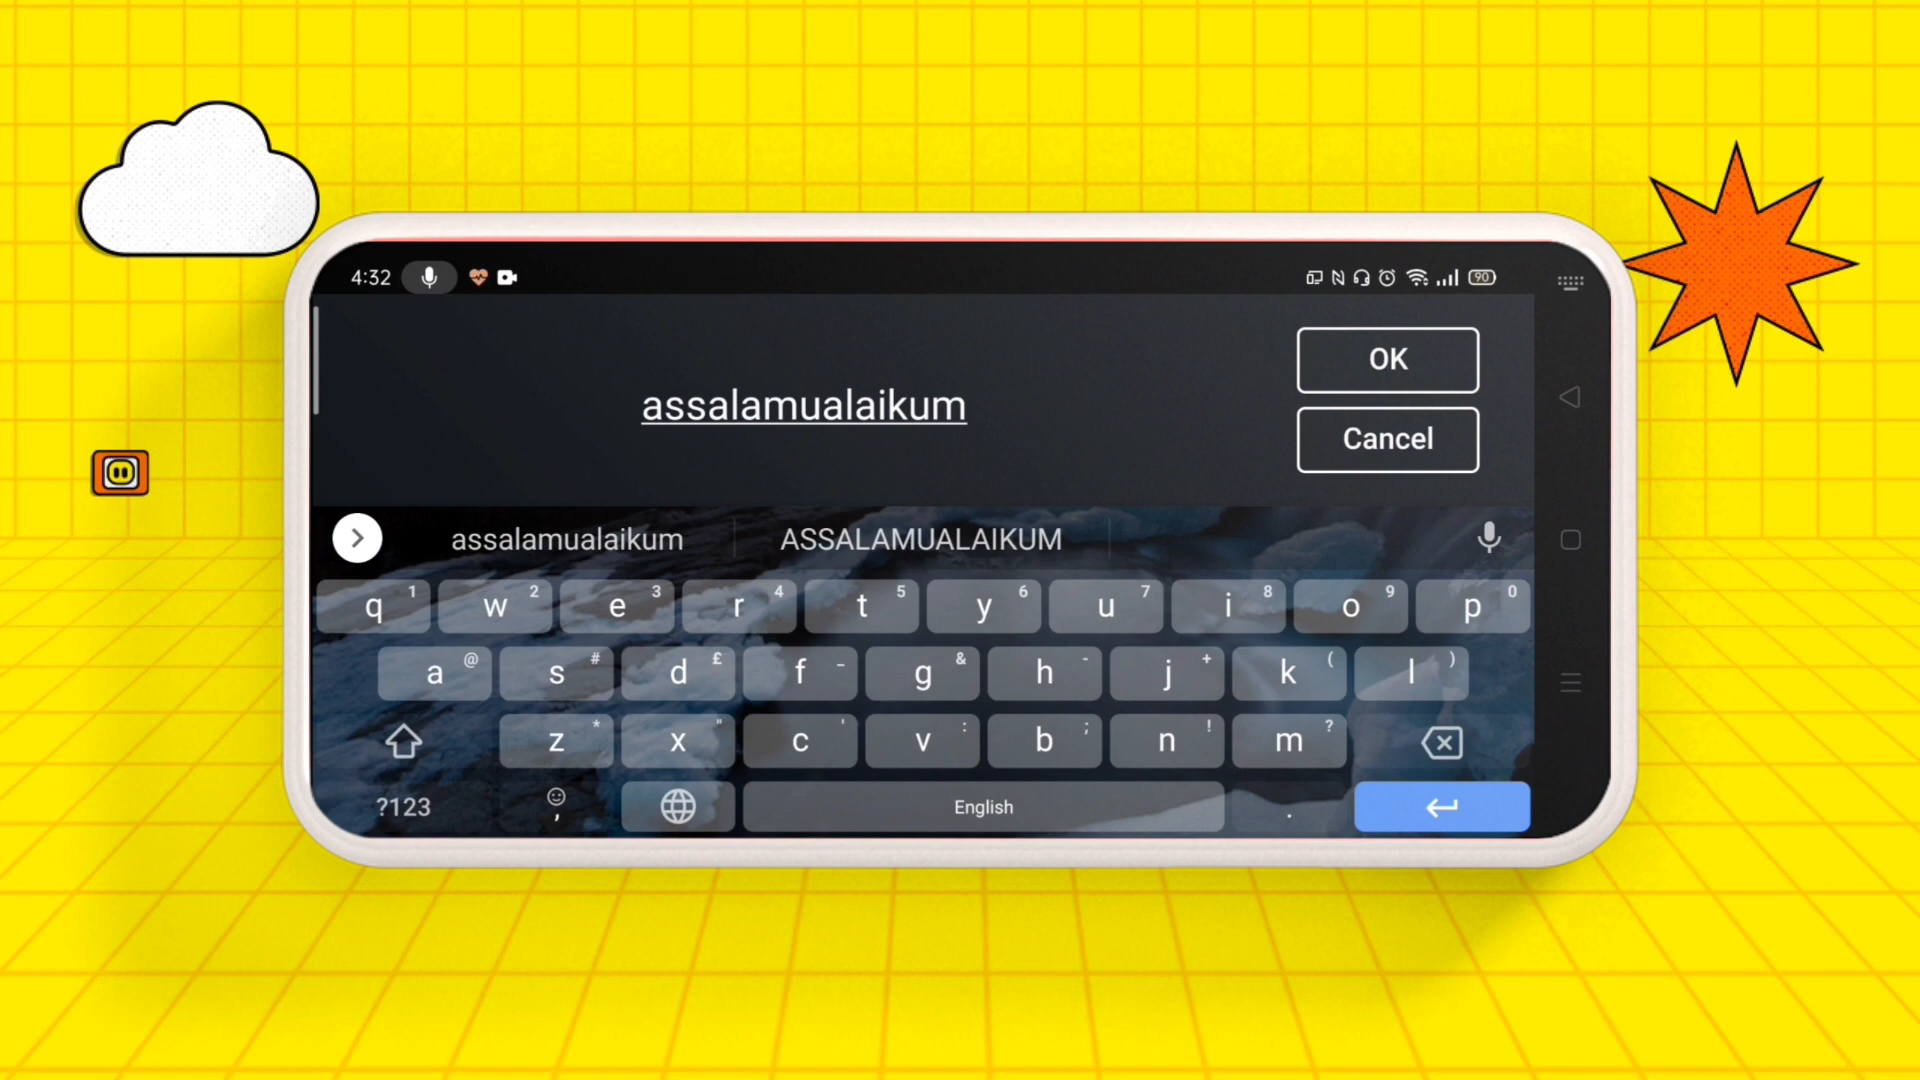 4:32
90
OK
assalamualaikum
Cancel
assalamualaikum ASSALAMUALAIKUM
q 1 w 2 e 3 r 4 t 5 y 6 u 7 i 8 o 9 p 0
a @ s # d £ f _ g & h - j + k ( l )
z * x " c ' v : b ; n ! m ?
?123 , English .